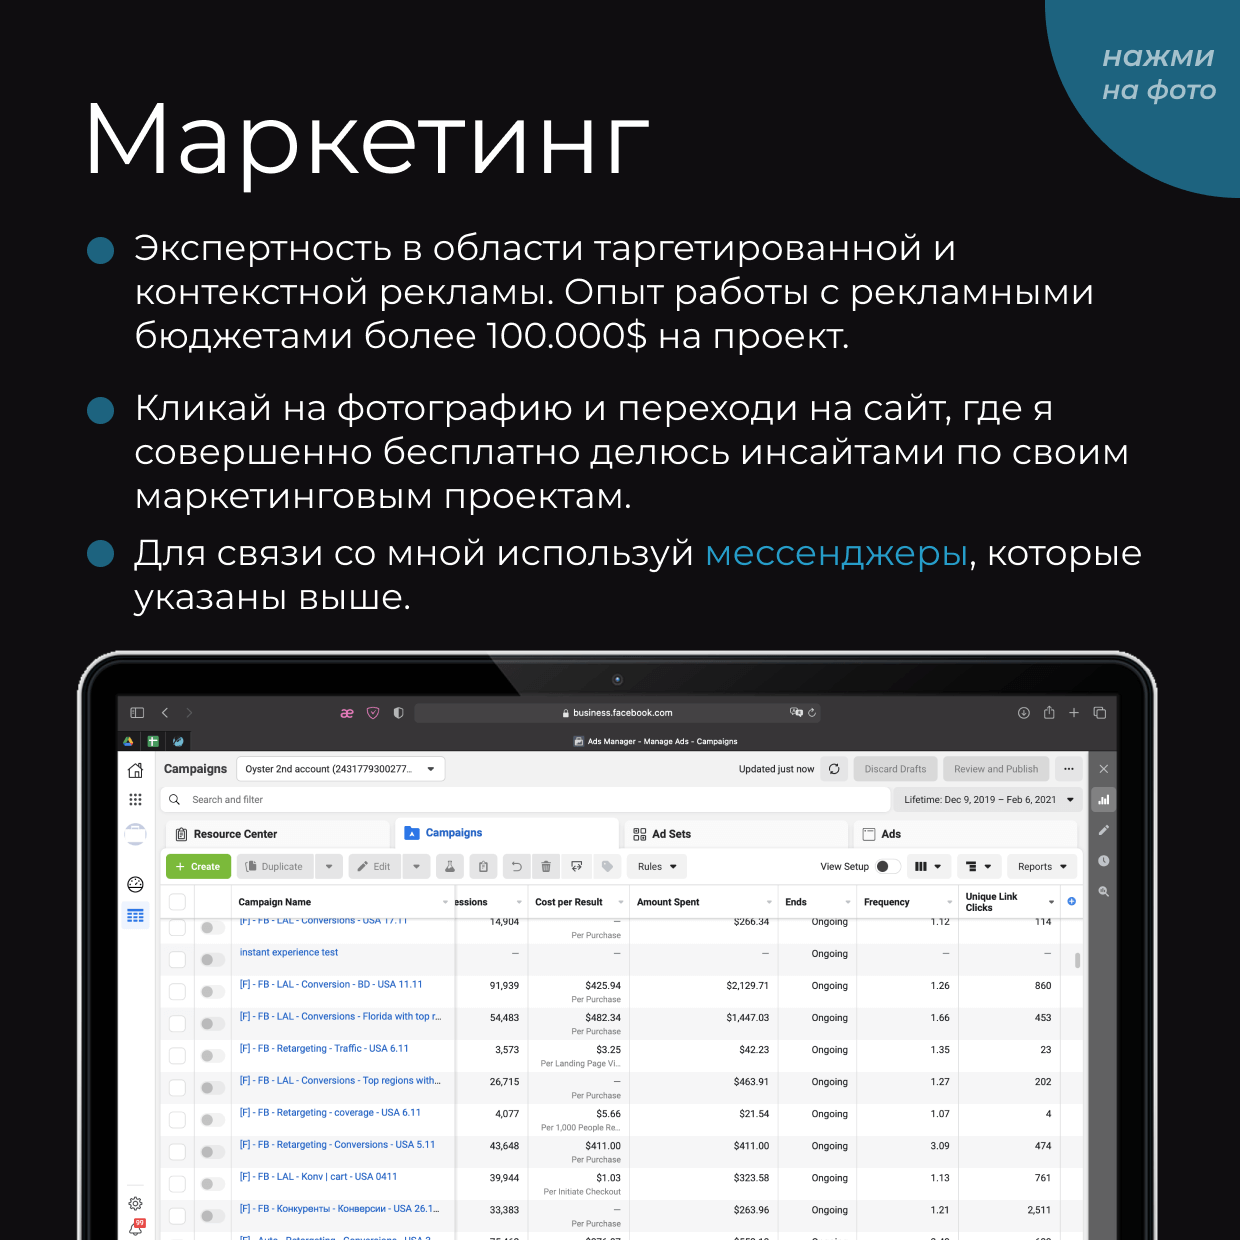 нажми
на фото
Маркетинг
Экспертность в области таргетированной и
контекстной рекламы. Опыт работы с рекламными
бюджетами более 100.000$ на проект.
Кликай на фотографию и переходи на сайт, где я
совершенно бесплатно делюсь инсайтами по своим
маркетинговым проектам.
Для связи со мной используй мессенджеры, которые
указаны выше.
æ business.facebook.com
Ads Manager - Manage Ads - Campaigns
Campaigns Oyster 2nd account (2431779300277... Updated just now Discard Drafts Review and Publish ...
Search and filter Lifetime: Dec 9, 2019 – Feb 6, 2021
Resource Center Campaigns Ad Sets Ads
+ Create Duplicate Edit Rules View Setup Reports
Campaign Name essions Cost per Result Amount Spent Ends Frequency Unique Link
Clicks
[F] - FB - LAL - Conversions - USA 17.11 14,904 — $266.34 Ongoing 1.12 114
Per Purchase
instant experience test — — — Ongoing — —
[F] - FB - LAL - Conversion - BD - USA 11.11 91,939 $425.94 $2,129.71 Ongoing 1.26 860
Per Purchase
[F] - FB - LAL - Conversions - Florida with top r... 54,483 $482.34 $1,447.03 Ongoing 1.66 453
Per Purchase
[F] - FB - Retargeting - Traffic - USA 6.11 3,573 $3.25 $42.23 Ongoing 1.35 23
Per Landing Page Vi...
[F] - FB - LAL - Conversions - Top regions with... 26,715 — $463.91 Ongoing 1.27 202
Per Purchase
[F] - FB - Retargeting - coverage - USA 6.11 4,077 $5.66 $21.54 Ongoing 1.07 4
Per 1,000 People Re...
[F] - FB - Retargeting - Conversions - USA 5.11 43,648 $411.00 $411.00 Ongoing 3.09 474
Per Purchase
[F] - FB - LAL - Konv | cart - USA 0411 39,944 $1.03 $323.58 Ongoing 1.13 761
Per Initiate Checkout
[F] - FB - Конкуренты - Конверсии - USA 26.1... 33,383 — $263.96 Ongoing 1.21 2,511
99 Per Purchase